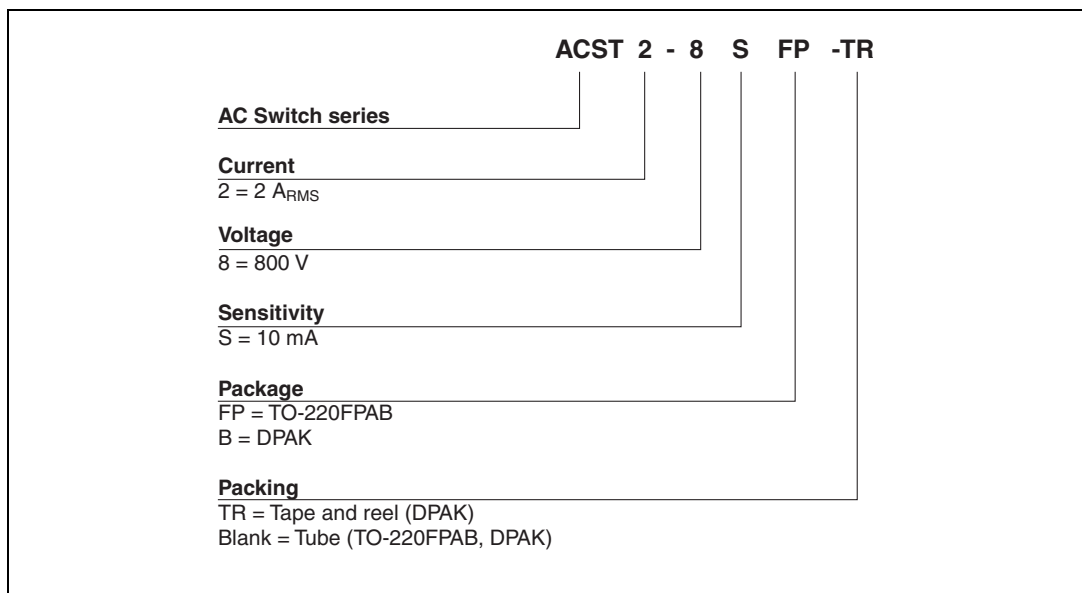 ACST 2 - 8 S FP -TR
AC Switch series
Current
2 = 2 ARMS
Voltage
8 = 800 V
Sensitivity
S = 10 mA
Package
FP = TO-220FPAB
B = DPAK
Packing
TR = Tape and reel (DPAK)
Blank = Tube (TO-220FPAB, DPAK)